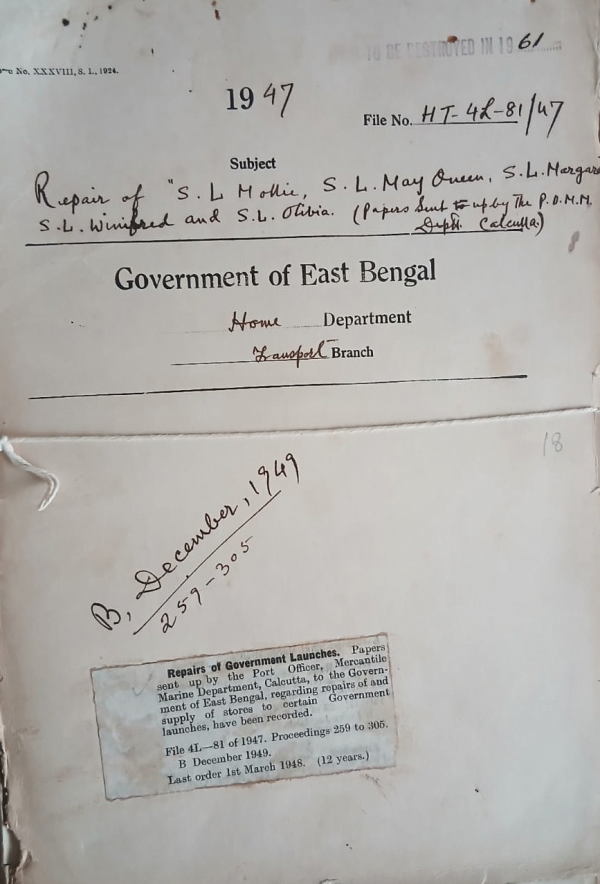 TO BE DESTROYED IN 1961
No. XXXVIII, S. L., 1924.
1947
File No. HT-4L-81/47
Subject
Repair of "S. L Mollie, S. L. May Queen, S. L. Margar
S. L. Winifred and S. L. Olibia. (Papers Sent up by The P.O.M.M.
Deptt. Calcutta.)
Government of East Bengal
Home Department
Transport Branch
18
B, December, 1949
259-305
Repairs of Government Launches. Papers
sent up by the Port Officer, Mercantile
Marine Department, Calcutta, to the Govern-
ment of East Bengal, regarding repairs of and
supply of stores to certain Government
launches, have been recorded.
File 4L—81 of 1947. Proceedings 259 to 305.
B December 1949.
Last order 1st March 1948. (12 years.)